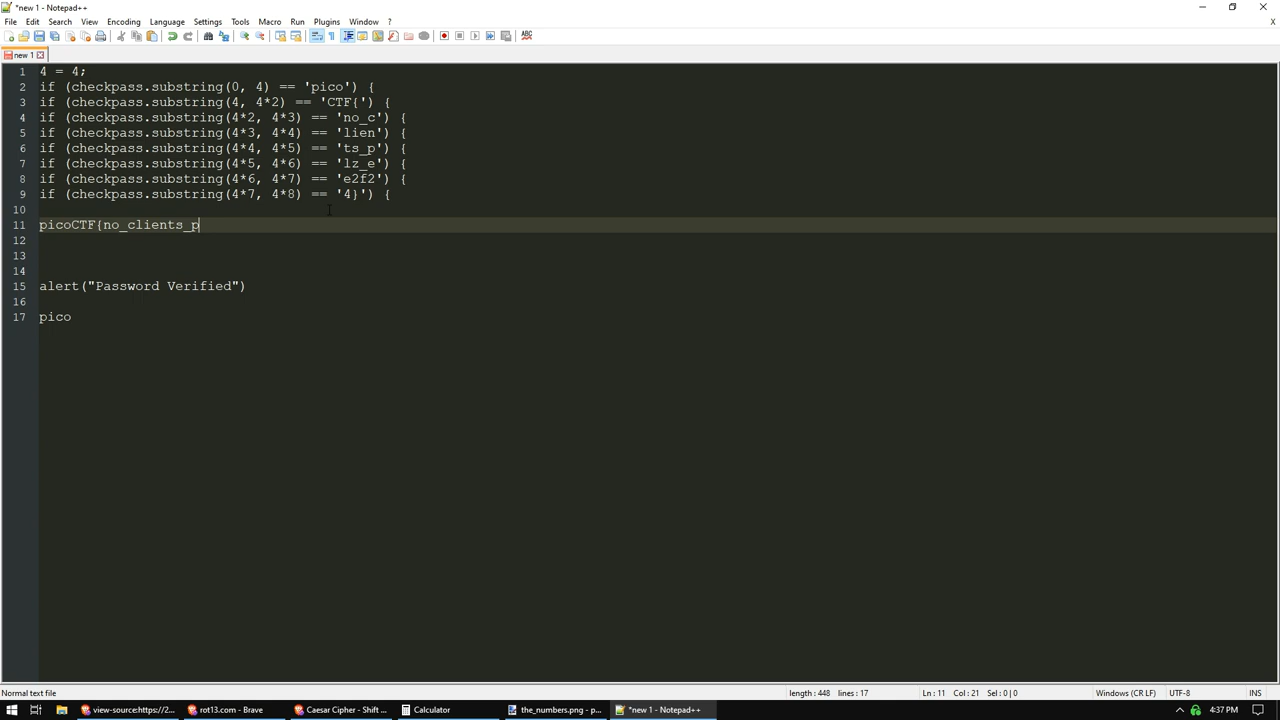 *new 1 - Notepad++
File Edit Search View Encoding Language Settings Tools Macro Run Plugins Window ?
X
new 1
1 4 = 4;
2 if (checkpass.substring(0, 4) == 'pico') {
3 if (checkpass.substring(4, 4*2) == 'CTF{') {
4 if (checkpass.substring(4*2, 4*3) == 'no_c') {
5 if (checkpass.substring(4*3, 4*4) == 'lien') {
6 if (checkpass.substring(4*4, 4*5) == 'ts_p') {
7 if (checkpass.substring(4*5, 4*6) == 'lz_e') {
8 if (checkpass.substring(4*6, 4*7) == 'e2f2') {
9 if (checkpass.substring(4*7, 4*8) == '4}') {
10
11 picoCTF{no_clients_p
12
13
14
15 alert("Password Verified")
16
17 pico
Normal text file length : 448 lines : 17 Ln : 11 Col : 21 Sel : 0 | 0 Windows (CR LF) UTF-8 INS
view-source:https://2... rot13.com - Brave Caesar Cipher - Shift ... Calculator the_numbers.png - p... *new 1 - Notepad++ 4:37 PM